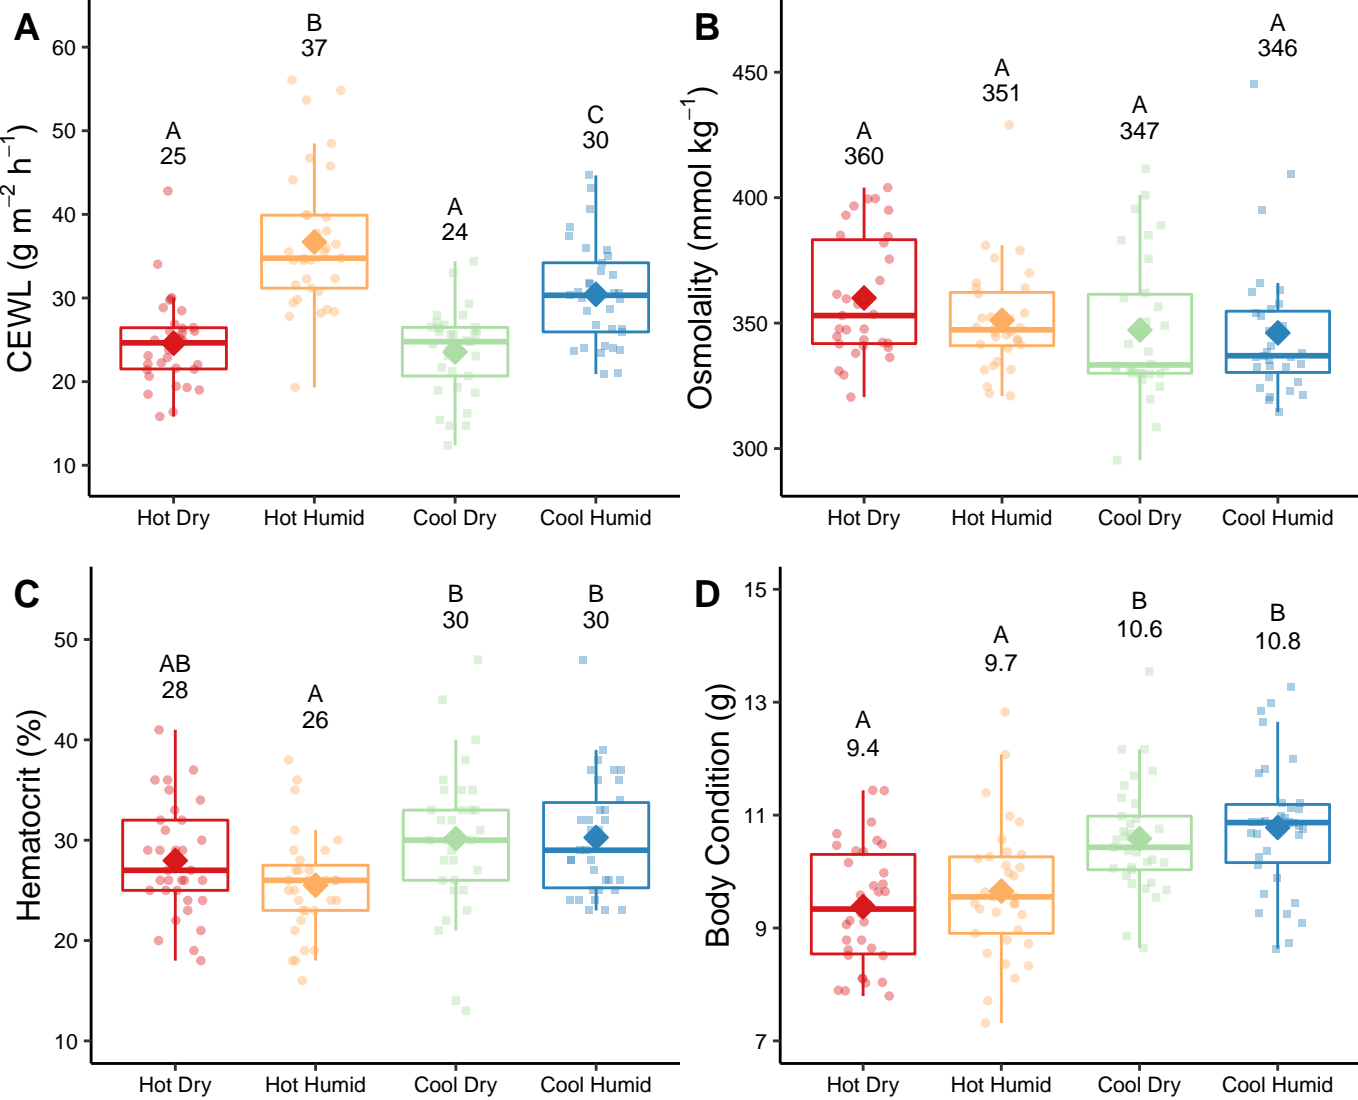 A
CEWL (g m⁻² h⁻¹)
60
50
40
30
20
10
A
25
B
37
A
24
C
30
Hot Dry
Hot Humid
Cool Dry
Cool Humid
B
Osmolality (mmol kg⁻¹)
450
400
350
300
A
360
A
351
A
347
A
346
Hot Dry
Hot Humid
Cool Dry
Cool Humid
C
Hematocrit (%)
50
40
30
20
10
AB
28
A
26
B
30
B
30
Hot Dry
Hot Humid
Cool Dry
Cool Humid
D
Body Condition (g)
15
13
11
9
7
A
9.4
A
9.7
B
10.6
B
10.8
Hot Dry
Hot Humid
Cool Dry
Cool Humid